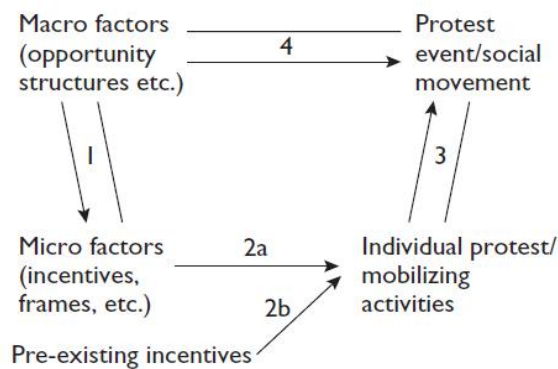 Macro factors
(opportunity
structures etc.)
4
Protest
event/social
movement
1
3
Micro factors
(incentives,
frames, etc.)
2a
2b
Individual protest/
mobilizing
activities
Pre-existing incentives